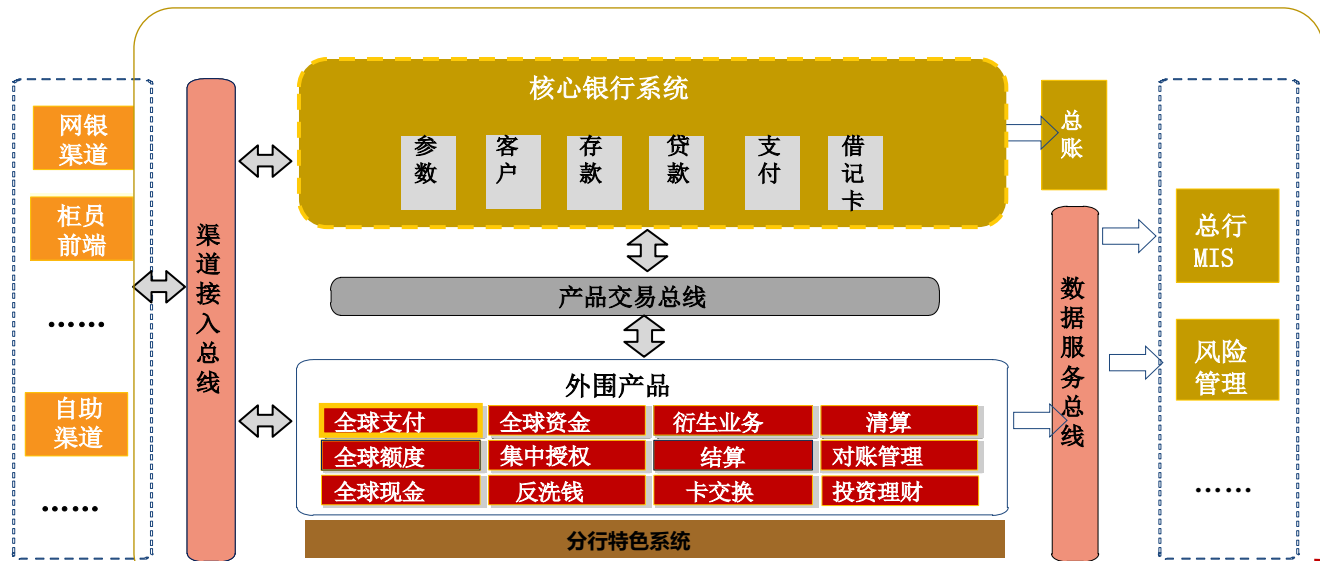 网银
渠道
柜员
前端
……
自助
渠道
……
渠道接入总线
核心银行系统
参数
客户
存款
贷款
支付
借记卡
产品交易总线
外围产品
全球支付
全球资金
衍生业务
清算
全球额度
集中授权
结算
对账管理
全球现金
反洗钱
卡交换
投资理财
分行特色系统
总账
数据服务总线
总行
MIS
风险
管理
……